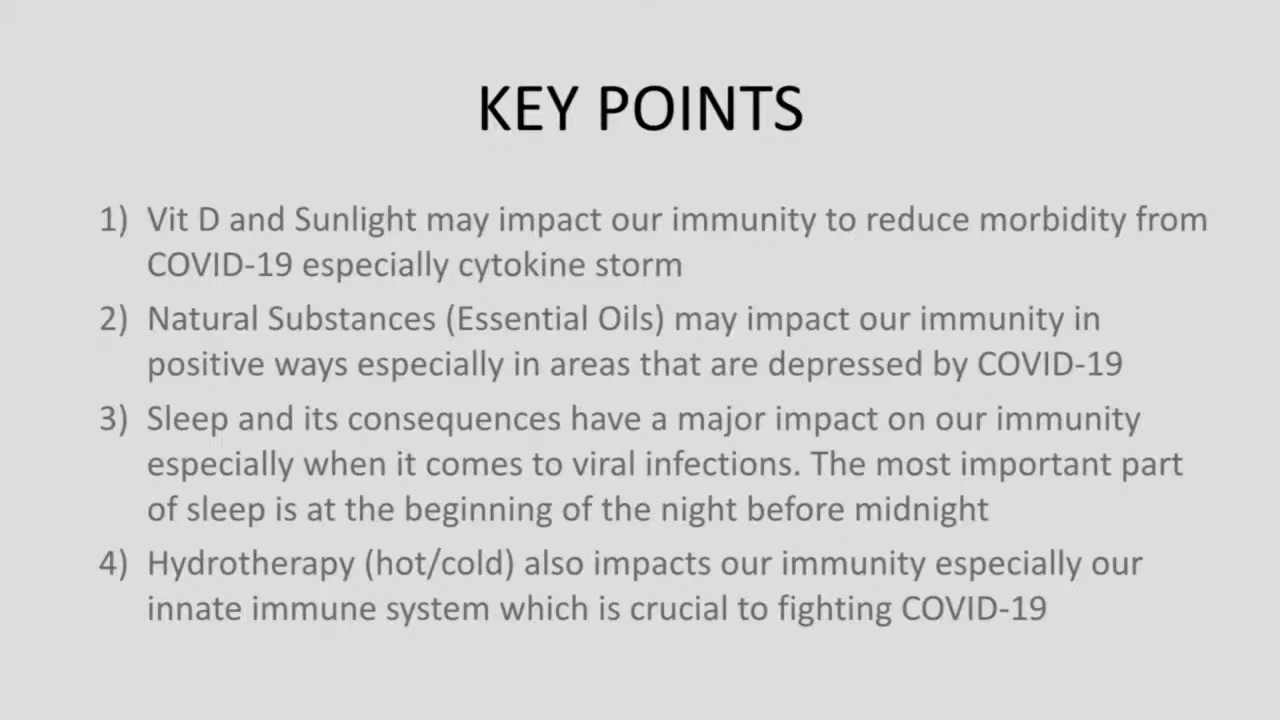 KEY POINTS
1) Vit D and Sunlight may impact our immunity to reduce morbidity from
COVID-19 especially cytokine storm
2) Natural Substances (Essential Oils) may impact our immunity in
positive ways especially in areas that are depressed by COVID-19
3) Sleep and its consequences have a major impact on our immunity
especially when it comes to viral infections. The most important part
of sleep is at the beginning of the night before midnight
4) Hydrotherapy (hot/cold) also impacts our immunity especially our
innate immune system which is crucial to fighting COVID-19